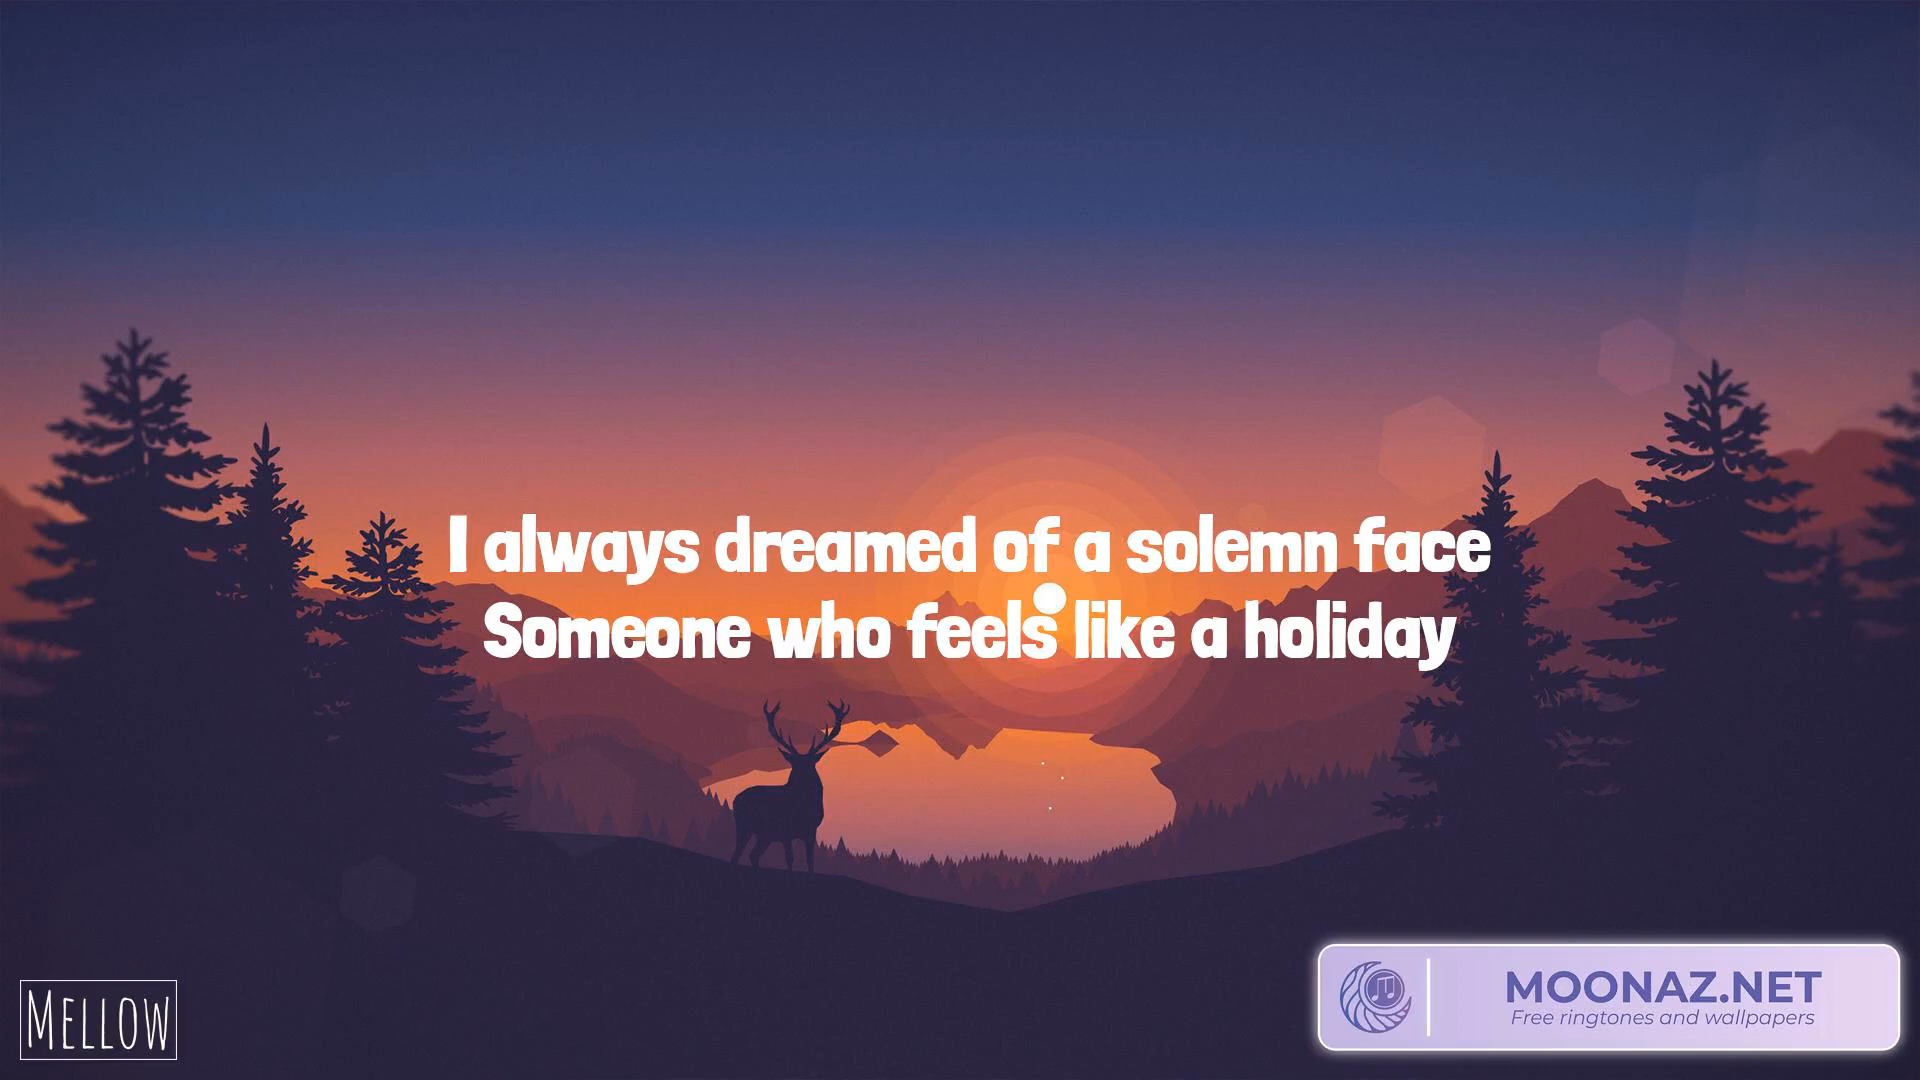 I always dreamed of a solemn face
Someone who feels like a holiday
MELLOW
MOONAZ.NET
Free ringtones and wallpapers